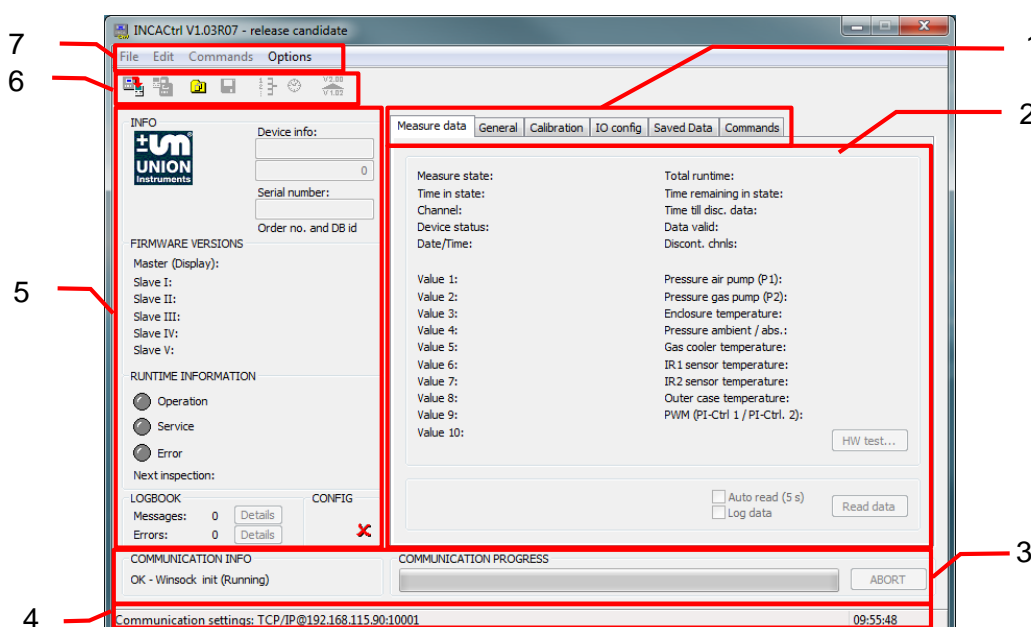 INCACtrl V1.03R07 - release candidate
1
7
File Edit Commands Options
6
V2.00
V1.02
INFO
Device info:
Measure data General Calibration IO config Saved Data Commands
2
UNION
Instruments
0
Serial number:
Order no. and DB id
Measure state:
Total runtime:
Time in state:
Time remaining in state:
Channel:
Time till disc. data:
Device status:
Data valid:
Date/Time:
Discont. chnls:
FIRMWARE VERSIONS
Master (Display):
Slave I:
Slave II:
Slave III:
Slave IV:
Slave V:
5
Value 1:
Pressure air pump (P1):
Value 2:
Pressure gas pump (P2):
Value 3:
Enclosure temperature:
Value 4:
Pressure ambient / abs.:
Value 5:
Gas cooler temperature:
Value 6:
IR1 sensor temperature:
Value 7:
IR2 sensor temperature:
Value 8:
Outer case temperature:
Value 9:
PWM (PI-Ctrl 1 / PI-Ctrl. 2):
Value 10:
HW test...
RUNTIME INFORMATION
Operation
Service
Error
Next inspection:
LOGBOOK
CONFIG
Messages: 0 Details
Errors: 0 Details
Auto read (5 s)
Log data
Read data
COMMUNICATION INFO
OK - Winsock init (Running)
COMMUNICATION PROGRESS
ABORT
3
4
Communication settings: TCP/IP@192.168.115.90:10001
09:55:48